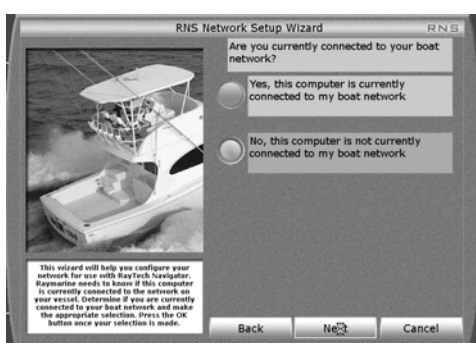 RNS Network Setup Wizard
RNS
Are you currently connected to your boat
network?
Yes, this computer is currently
connected to my boat network
No, this computer is not currently
connected to my boat network
This wizard will help you configure your
network for use with RayTech Navigator.
Raymarine needs to know if this computer
is currently connected to the network on
your vessel. Determine if you are currently
connected to your boat network and make
the appropriate selection. Press the OK
button once your selection is made.
Back
Next
Cancel